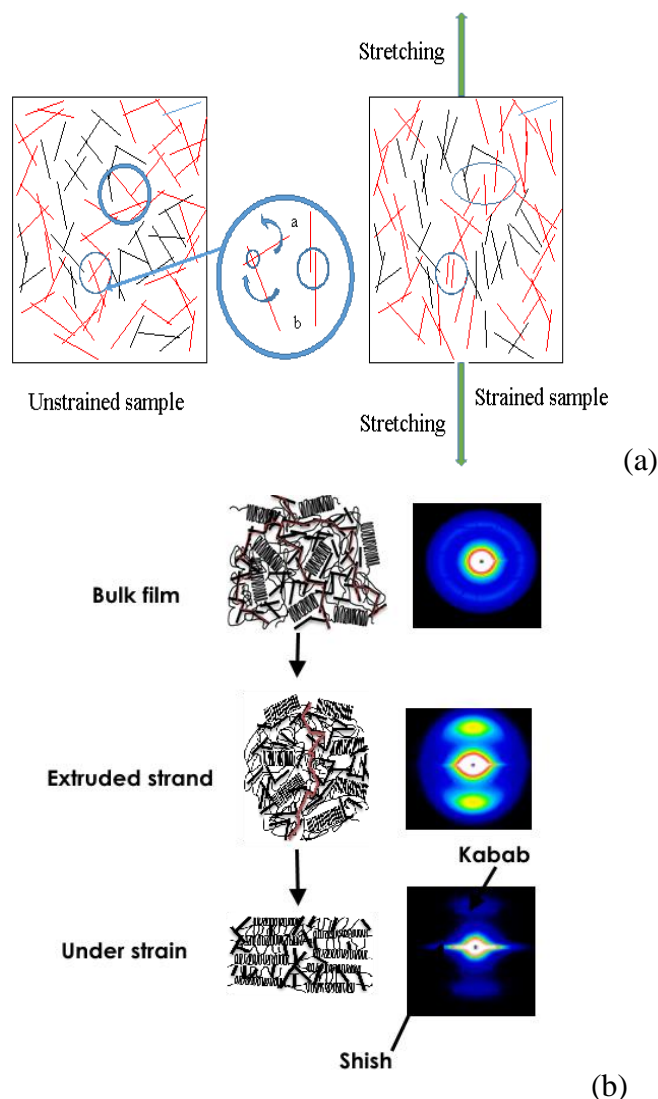 Stretching
a
b
Unstrained sample
Stretching
Strained sample
(a)
Bulk film
Extruded strand
Kabab
Under strain
Shish
(b)